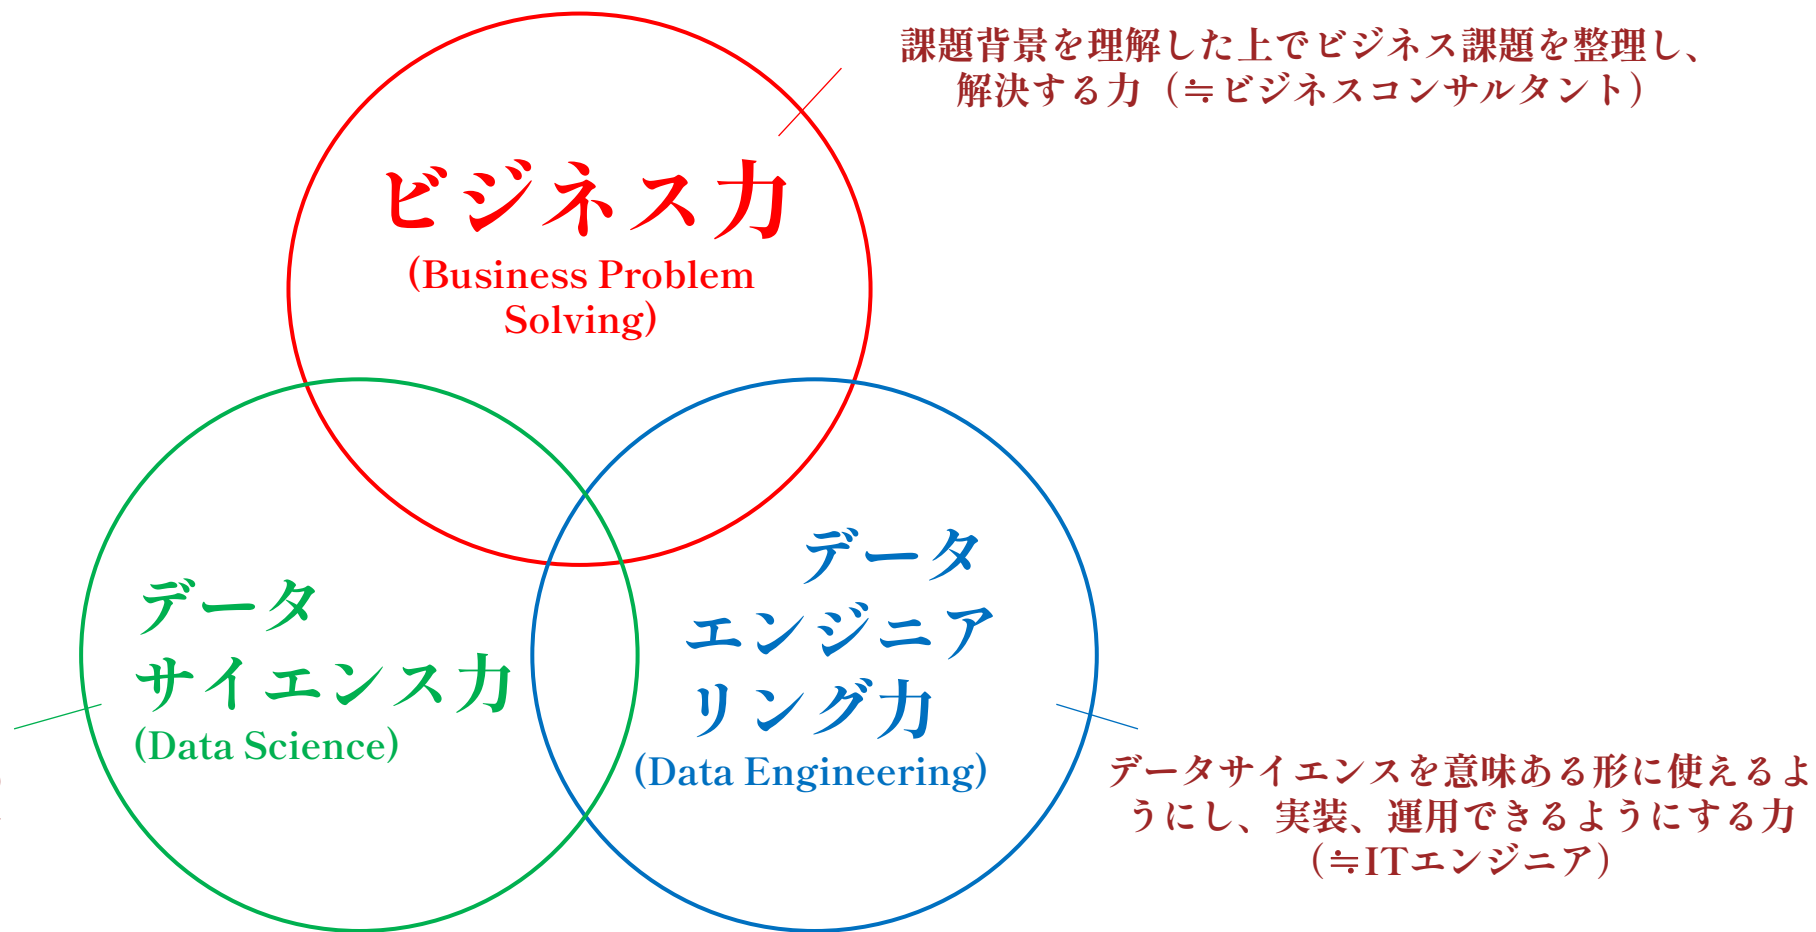 課題背景を理解した上でビジネス課題を整理し、
解決する力（≒ビジネスコンサルタント）
ビジネス力
(Business Problem
Solving)
データ
サイエンス力
(Data Science)
データ
エンジニア
リング力
(Data Engineering)
データサイエンスを意味ある形に使えるよ
うにし、実装、運用できるようにする力
（≒ITエンジニア）